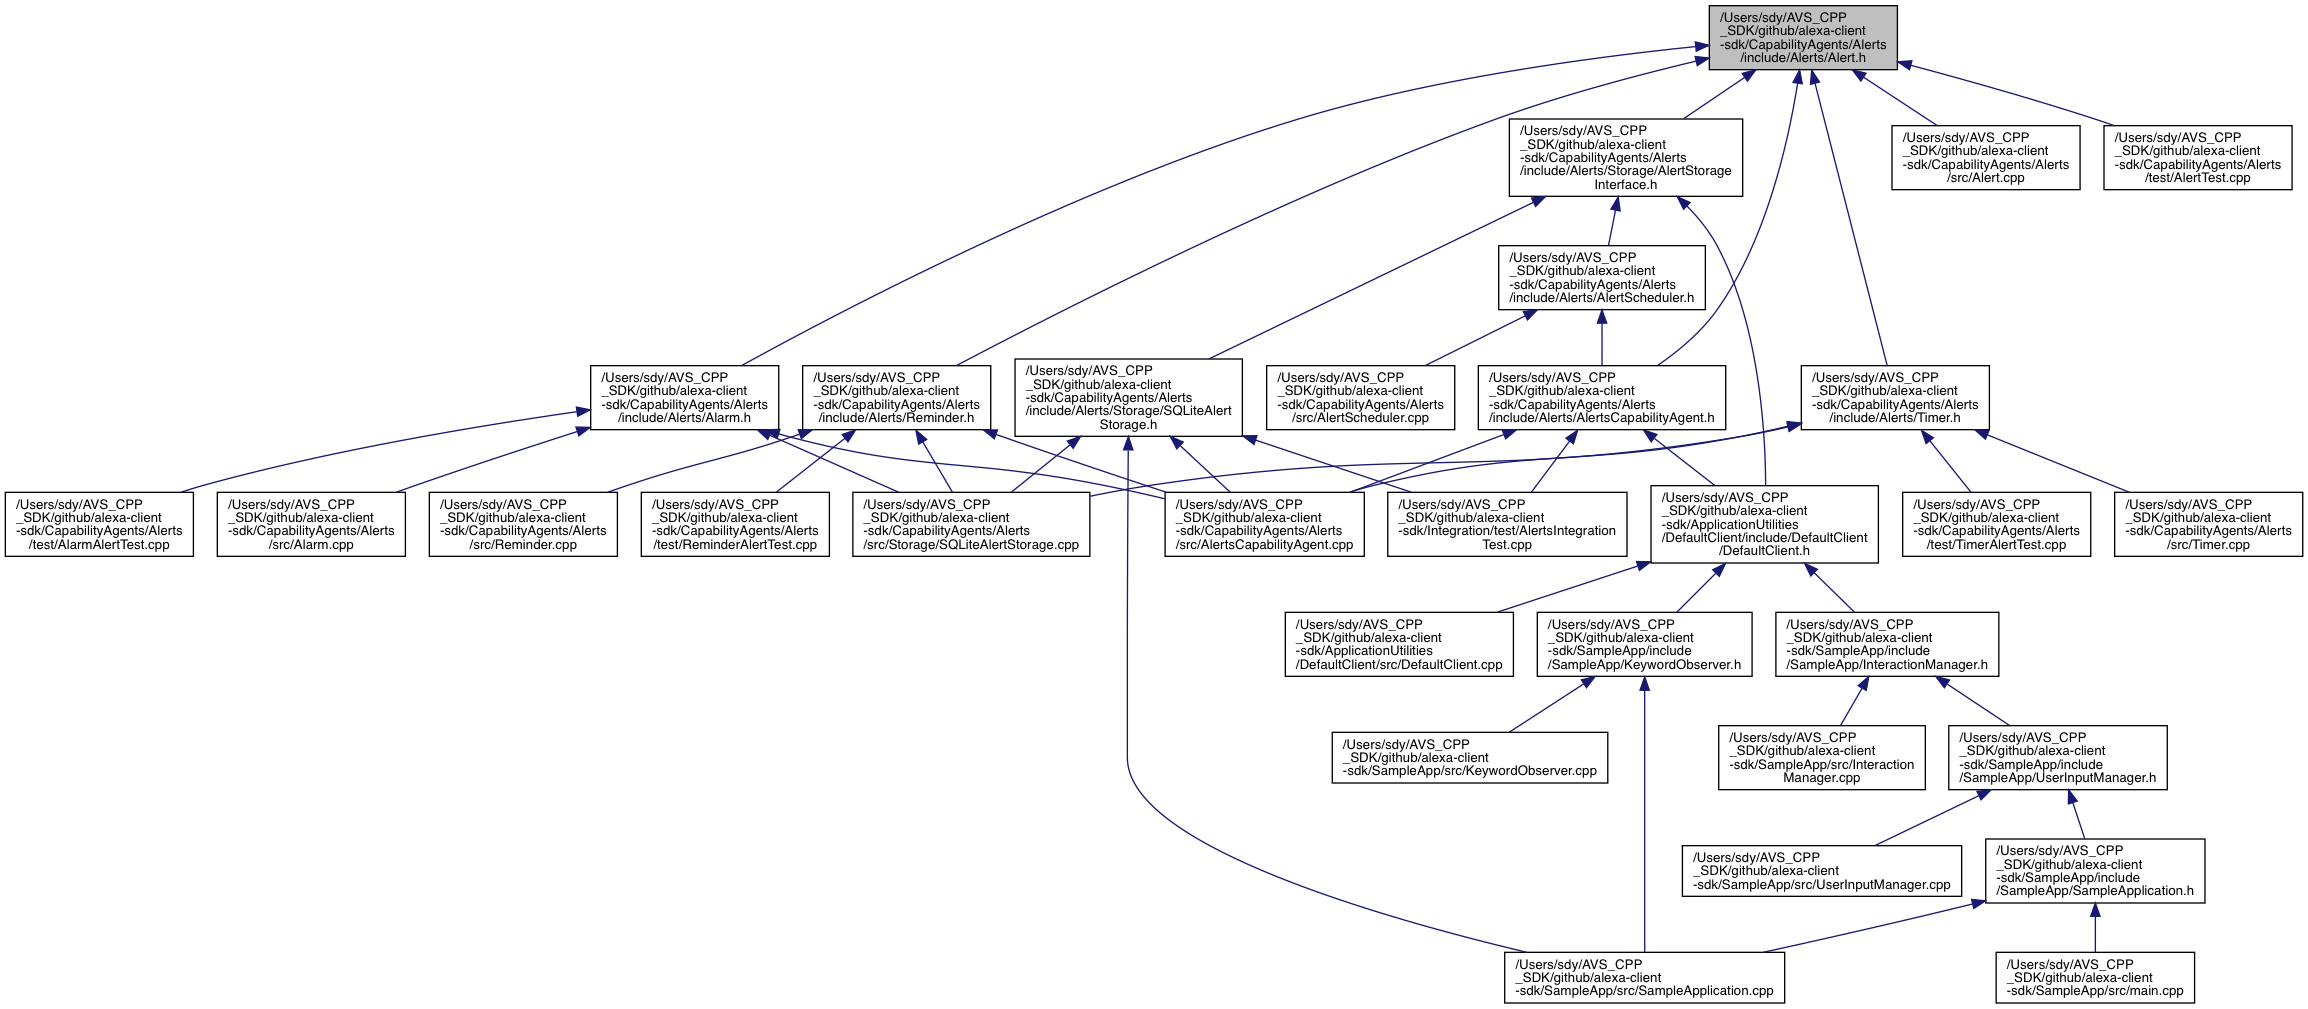 /Users/sdy/AVS_CPP
_SDK/github/alexa-client
-sdk/CapabilityAgents/Alerts
/include/Alerts/Alert.h
/Users/sdy/AVS_CPP
_SDK/github/alexa-client
-sdk/CapabilityAgents/Alerts
/include/Alerts/Storage/AlertStorage
Interface.h
/Users/sdy/AVS_CPP
_SDK/github/alexa-client
-sdk/CapabilityAgents/Alerts
/src/Alert.cpp
/Users/sdy/AVS_CPP
_SDK/github/alexa-client
-sdk/CapabilityAgents/Alerts
/test/AlertTest.cpp
/Users/sdy/AVS_CPP
_SDK/github/alexa-client
-sdk/CapabilityAgents/Alerts
/include/Alerts/AlertScheduler.h
/Users/sdy/AVS_CPP
_SDK/github/alexa-client
-sdk/CapabilityAgents/Alerts
/include/Alerts/Alarm.h
/Users/sdy/AVS_CPP
_SDK/github/alexa-client
-sdk/CapabilityAgents/Alerts
/include/Alerts/Reminder.h
/Users/sdy/AVS_CPP
_SDK/github/alexa-client
-sdk/CapabilityAgents/Alerts
/include/Alerts/Storage/SQLiteAlert
Storage.h
/Users/sdy/AVS_CPP
_SDK/github/alexa-client
-sdk/CapabilityAgents/Alerts
/src/AlertScheduler.cpp
/Users/sdy/AVS_CPP
_SDK/github/alexa-client
-sdk/CapabilityAgents/Alerts
/include/Alerts/AlertsCapabilityAgent.h
/Users/sdy/AVS_CPP
_SDK/github/alexa-client
-sdk/CapabilityAgents/Alerts
/include/Alerts/Timer.h
/Users/sdy/AVS_CPP
_SDK/github/alexa-client
-sdk/CapabilityAgents/Alerts
/test/AlarmAlertTest.cpp
/Users/sdy/AVS_CPP
_SDK/github/alexa-client
-sdk/CapabilityAgents/Alerts
/src/Alarm.cpp
/Users/sdy/AVS_CPP
_SDK/github/alexa-client
-sdk/CapabilityAgents/Alerts
/src/Reminder.cpp
/Users/sdy/AVS_CPP
_SDK/github/alexa-client
-sdk/CapabilityAgents/Alerts
/test/ReminderAlertTest.cpp
/Users/sdy/AVS_CPP
_SDK/github/alexa-client
-sdk/CapabilityAgents/Alerts
/src/Storage/SQLiteAlertStorage.cpp
/Users/sdy/AVS_CPP
_SDK/github/alexa-client
-sdk/CapabilityAgents/Alerts
/src/AlertsCapabilityAgent.cpp
/Users/sdy/AVS_CPP
_SDK/github/alexa-client
-sdk/Integration/test/AlertsIntegration
Test.cpp
/Users/sdy/AVS_CPP
_SDK/github/alexa-client
-sdk/ApplicationUtilities
/DefaultClient/include/DefaultClient
/DefaultClient.h
/Users/sdy/AVS_CPP
_SDK/github/alexa-client
-sdk/CapabilityAgents/Alerts
/test/TimerAlertTest.cpp
/Users/sdy/AVS_CPP
_SDK/github/alexa-client
-sdk/CapabilityAgents/Alerts
/src/Timer.cpp
/Users/sdy/AVS_CPP
_SDK/github/alexa-client
-sdk/ApplicationUtilities
/DefaultClient/src/DefaultClient.cpp
/Users/sdy/AVS_CPP
_SDK/github/alexa-client
-sdk/SampleApp/include
/SampleApp/KeywordObserver.h
/Users/sdy/AVS_CPP
_SDK/github/alexa-client
-sdk/SampleApp/include
/SampleApp/InteractionManager.h
/Users/sdy/AVS_CPP
_SDK/github/alexa-client
-sdk/SampleApp/src/KeywordObserver.cpp
/Users/sdy/AVS_CPP
_SDK/github/alexa-client
-sdk/SampleApp/src/Interaction
Manager.cpp
/Users/sdy/AVS_CPP
_SDK/github/alexa-client
-sdk/SampleApp/include
/SampleApp/UserInputManager.h
/Users/sdy/AVS_CPP
_SDK/github/alexa-client
-sdk/SampleApp/src/UserInputManager.cpp
/Users/sdy/AVS_CPP
_SDK/github/alexa-client
-sdk/SampleApp/include
/SampleApp/SampleApplication.h
/Users/sdy/AVS_CPP
_SDK/github/alexa-client
-sdk/SampleApp/src/SampleApplication.cpp
/Users/sdy/AVS_CPP
_SDK/github/alexa-client
-sdk/SampleApp/src/main.cpp